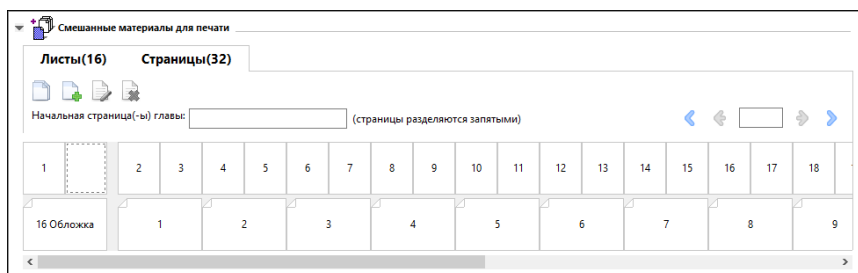 Смешанные материалы для печати
Листы(16) Страницы(32)
Начальная страница(-ы) главы: (страницы разделяются запятыми)
1 2 3 4 5 6 7 8 9 10 11 12 13 14 15 16 17 18
16 Обложка 1 2 3 4 5 6 7 8 9